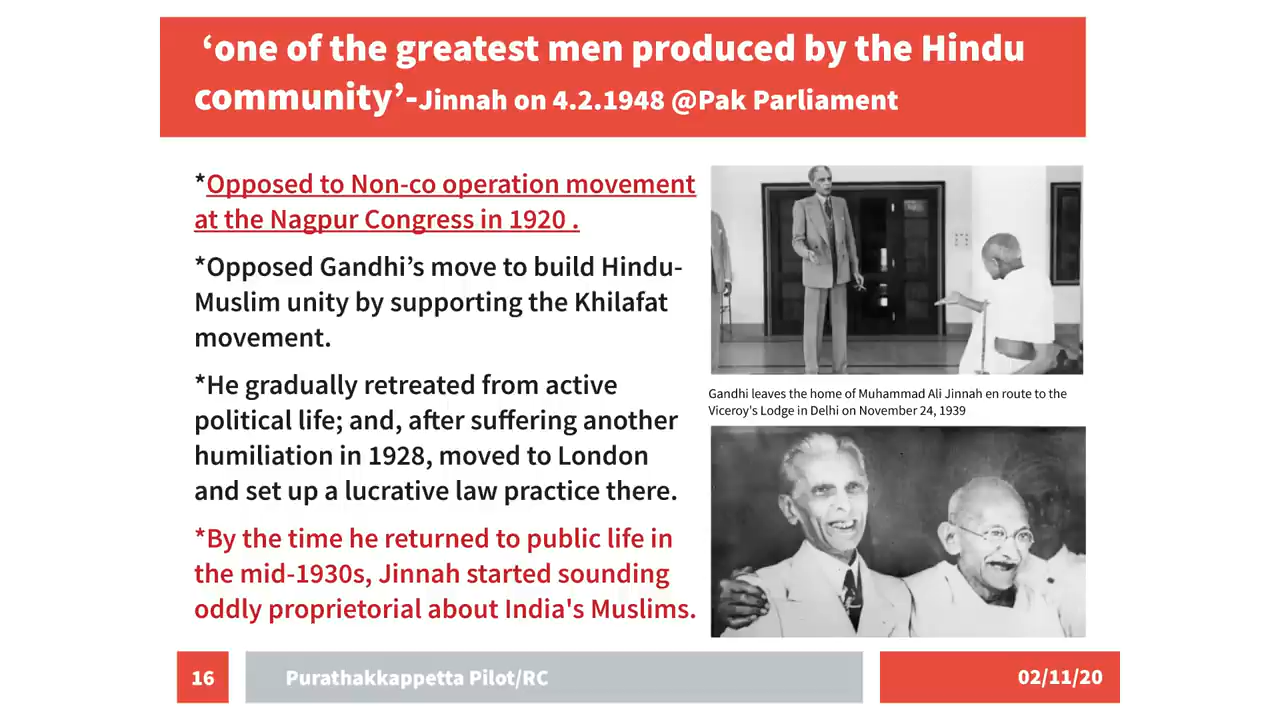 ‘one of the greatest men produced by the Hindu
community’-Jinnah on 4.2.1948 @Pak Parliament
*Opposed to Non-co operation movement
at the Nagpur Congress in 1920 .
*Opposed Gandhi’s move to build Hindu-
Muslim unity by supporting the Khilafat
movement.
*He gradually retreated from active
political life; and, after suffering another
humiliation in 1928, moved to London
and set up a lucrative law practice there.
*By the time he returned to public life in
the mid-1930s, Jinnah started sounding
oddly proprietorial about India's Muslims.
Gandhi leaves the home of Muhammad Ali Jinnah en route to the
Viceroy's Lodge in Delhi on November 24, 1939
16
Purathakkappetta Pilot/RC
02/11/20